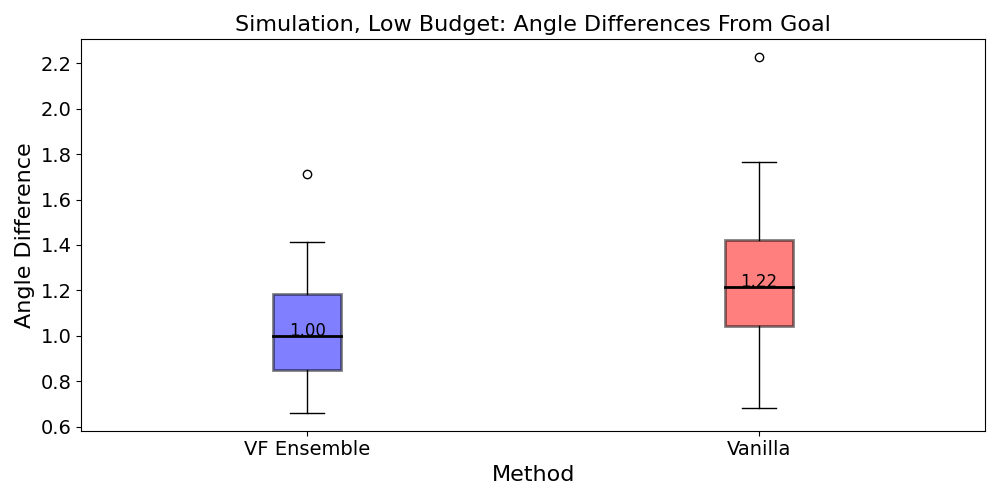 Simulation, Low Budget: Angle Differences From Goal
Angle Difference
2.2
2.0
1.8
1.6
1.4
1.2
1.0
0.8
0.6
1.00
1.22
VF Ensemble
Vanilla
Method